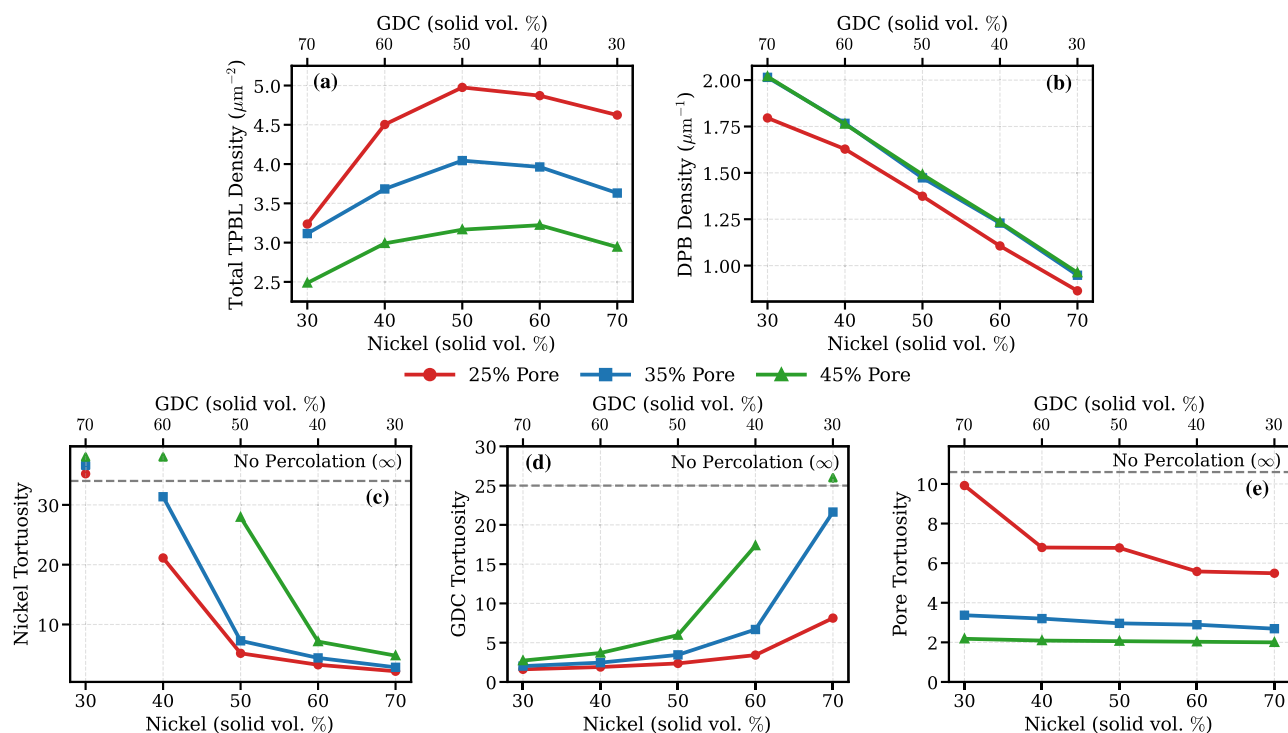 GDC (solid vol. %)
70 60 50 40 30
(a)
Total TPBL Density (μm⁻²)
5.0
4.5
4.0
3.5
3.0
2.5
30 40 50 60 70
Nickel (solid vol. %)
GDC (solid vol. %)
70 60 50 40 30
(b)
DPB Density (μm⁻¹)
2.00
1.75
1.50
1.25
1.00
30 40 50 60 70
Nickel (solid vol. %)
25% Pore 35% Pore 45% Pore
GDC (solid vol. %)
70 60 50 40 30
No Percolation (∞)
(c)
Nickel Tortuosity
30
20
10
30 40 50 60 70
Nickel (solid vol. %)
GDC (solid vol. %)
70 60 50 40 30
(d)
No Percolation (∞)
GDC Tortuosity
30
25
20
15
10
5
0
30 40 50 60 70
Nickel (solid vol. %)
GDC (solid vol. %)
70 60 50 40 30
No Percolation (∞)
(e)
Pore Tortuosity
10
8
6
4
2
0
30 40 50 60 70
Nickel (solid vol. %)